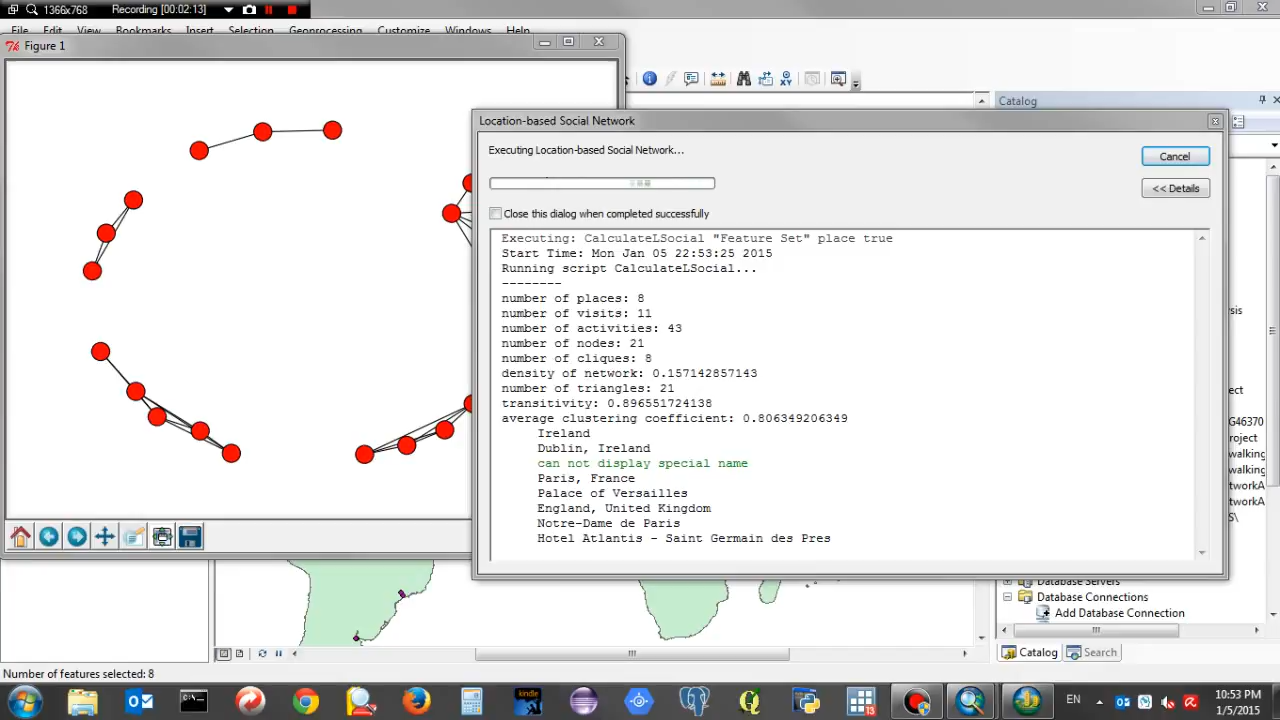 1366x768
Recording [00:02:13]
File Edit View Bookmarks Insert Selection Geoprocessing Customize Windows Help
Figure 1
Catalog
Location-based Social Network
Executing Location-based Social Network...
Cancel
<< Details
Close this dialog when completed successfully
Executing: CalculateLSocial "Feature Set" place true
Start Time: Mon Jan 05 22:53:25 2015
Running script CalculateLSocial...
--------
number of places: 8
number of visits: 11
number of activities: 43
number of nodes: 21
number of cliques: 8
density of network: 0.157142857143
number of triangles: 21
transitivity: 0.896551724138
average clustering coefficient: 0.806349206349
Ireland
Dublin, Ireland
can not display special name
Paris, France
Palace of Versailles
England, United Kingdom
Notre-Dame de Paris
Hotel Atlantis - Saint Germain des Pres
Database Servers
Database Connections
Add Database Connection
Catalog Search
Number of features selected: 8
EN
10:53 PM
1/5/2015